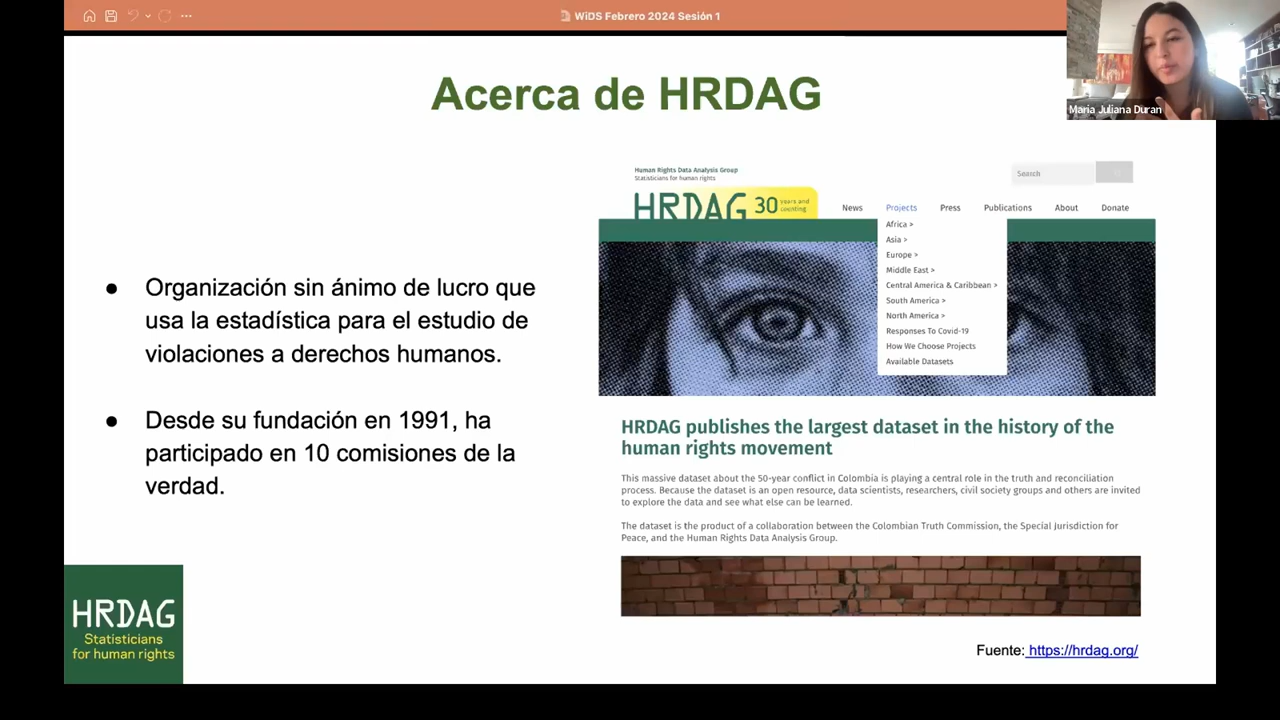 WiDS Febrero 2024 Sesión 1
Maria Juliana Duran
Acerca de HRDAG
Organización sin ánimo de lucro que
usa la estadística para el estudio de
violaciones a derechos humanos.
Desde su fundación en 1991, ha
participado en 10 comisiones de la
verdad.
Human Rights Data Analysis Group
Statisticians for human rights
Search
HRDAG 30 years and
counting
News Projects Press Publications About Donate
Africa >
Asia >
Europe >
Middle East >
Central America & Caribbean >
South America >
North America >
Responses To Covid-19
How We Choose Projects
Available Datasets
HRDAG publishes the largest dataset in the history of the
human rights movement
This massive dataset about the 50-year conflict in Colombia is playing a central role in the truth and reconciliation
process. Because the dataset is an open resource, data scientists, researchers, civil society groups and others are invited
to explore the data and see what else can be learned.
The dataset is the product of a collaboration between the Colombian Truth Commission, the Special Jurisdiction for
Peace, and the Human Rights Data Analysis Group.
HRDAG
Statisticians
for human rights
Fuente: https://hrdag.org/